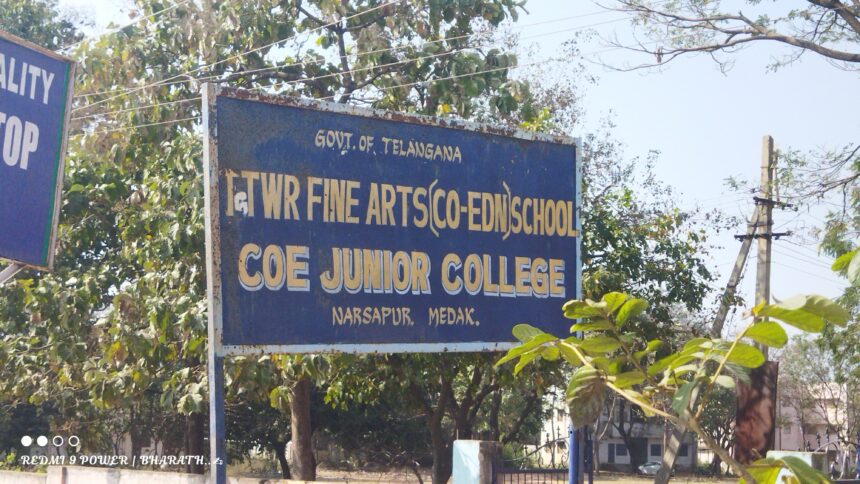 ALITY
TOP
GOVT. OF. TELANGANA
TGTWR FINE ARTS(CO-EDN)SCHOOL
COE JUNIOR COLLEGE
NARSAPUR, MEDAK.
REDMI 9 POWER | BHARATH..